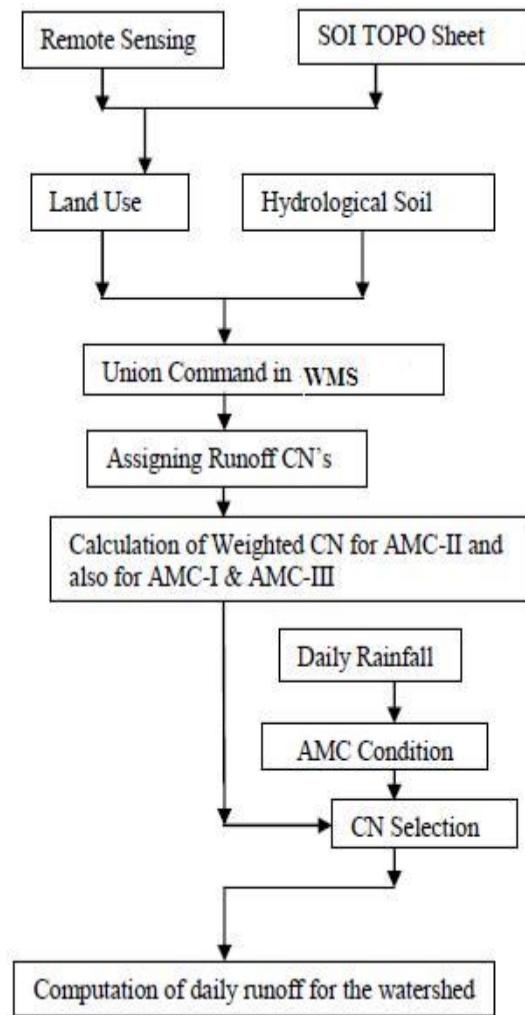 Remote Sensing
SOI TOPO Sheet
Land Use
Hydrological Soil
Union Command in WMS
Assigning Runoff CN's
Calculation of Weighted CN for AMC-II and
also for AMC-I & AMC-III
Daily Rainfall
AMC Condition
CN Selection
Computation of daily runoff for the watershed